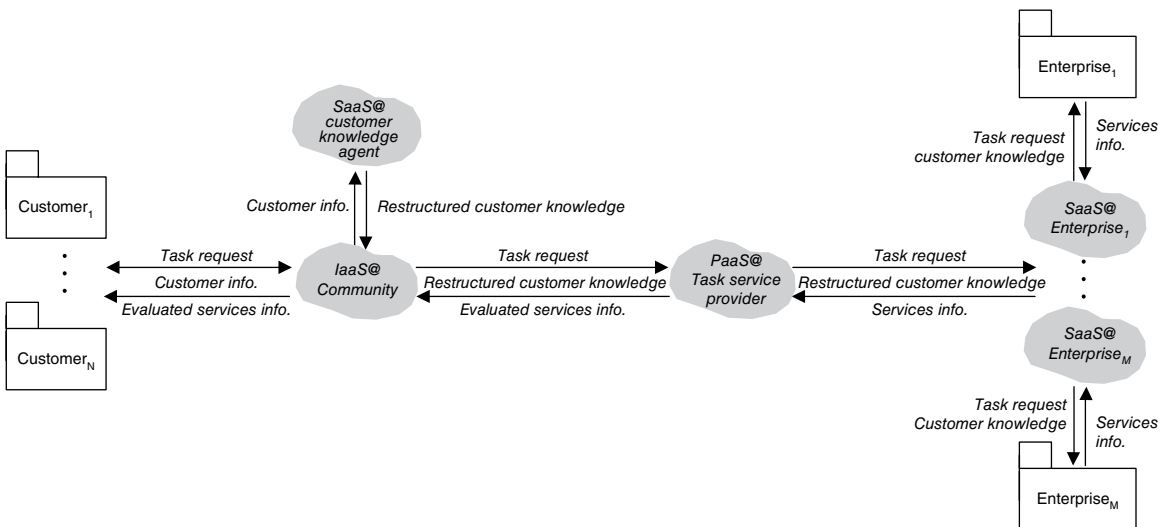 Enterprise1
SaaS@
customer
knowledge
agent
Task request
customer knowledge
Services
info.
Customer1
Customer info.
Restructured customer knowledge
SaaS@
Enterprise1
Task request
Customer info.
Evaluated services info.
IaaS@
Community
Task request
Restructured customer knowledge
Evaluated services info.
PaaS@
Task service
provider
Task request
Restructured customer knowledge
Services info.
CustomerN
SaaS@
EnterpriseM
Task request
Customer knowledge
Services
info.
EnterpriseM